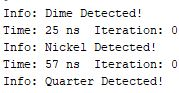 Info: Dime Detected!
Time: 25 ns  Iteration: 0
Info: Nickel Detected!
Time: 57 ns  Iteration: 0
Info: Quarter Detected!